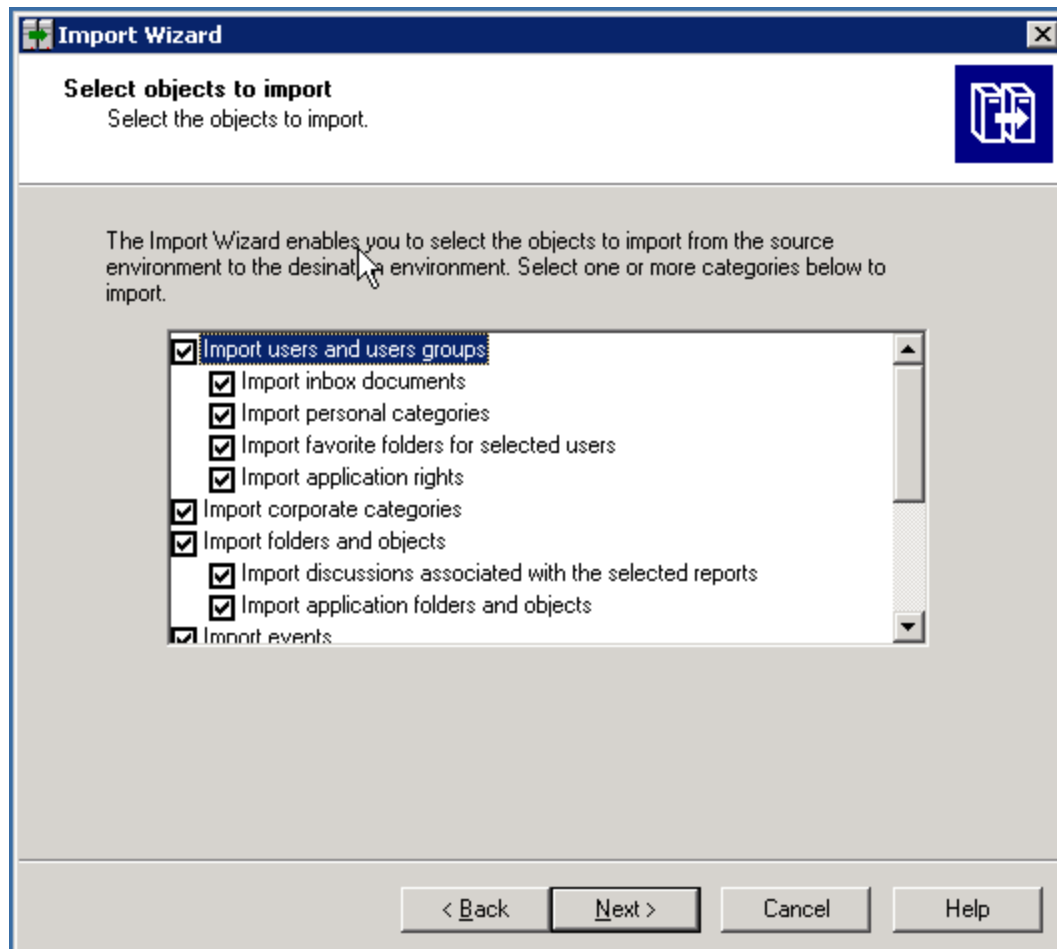 Import Wizard
Select objects to import
Select the objects to import.
The Import Wizard enables you to select the objects to import from the source
environment to the desinat environment. Select one or more categories below to
import.
Import users and users groups
Import inbox documents
Import personal categories
Import favorite folders for selected users
Import application rights
Import corporate categories
Import folders and objects
Import discussions associated with the selected reports
Import application folders and objects
Import events
< Back
Next >
Cancel
Help